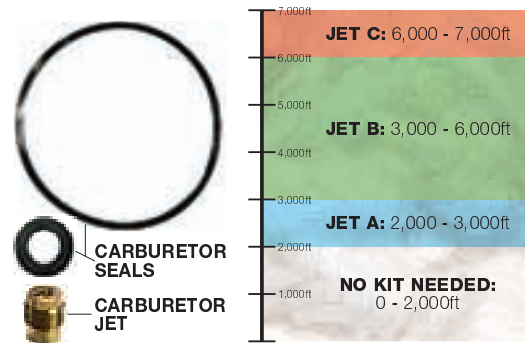 7,000ft
JET C: 6,000 - 7,000ft
6,000ft
5,000ft
JET B: 3,000 - 6,000ft
4,000ft
3,000ft
JET A: 2,000 - 3,000ft
2,000ft
CARBURETOR
SEALS
NO KIT NEEDED:
0 - 2,000ft
1,000ft
CARBURETOR
JET